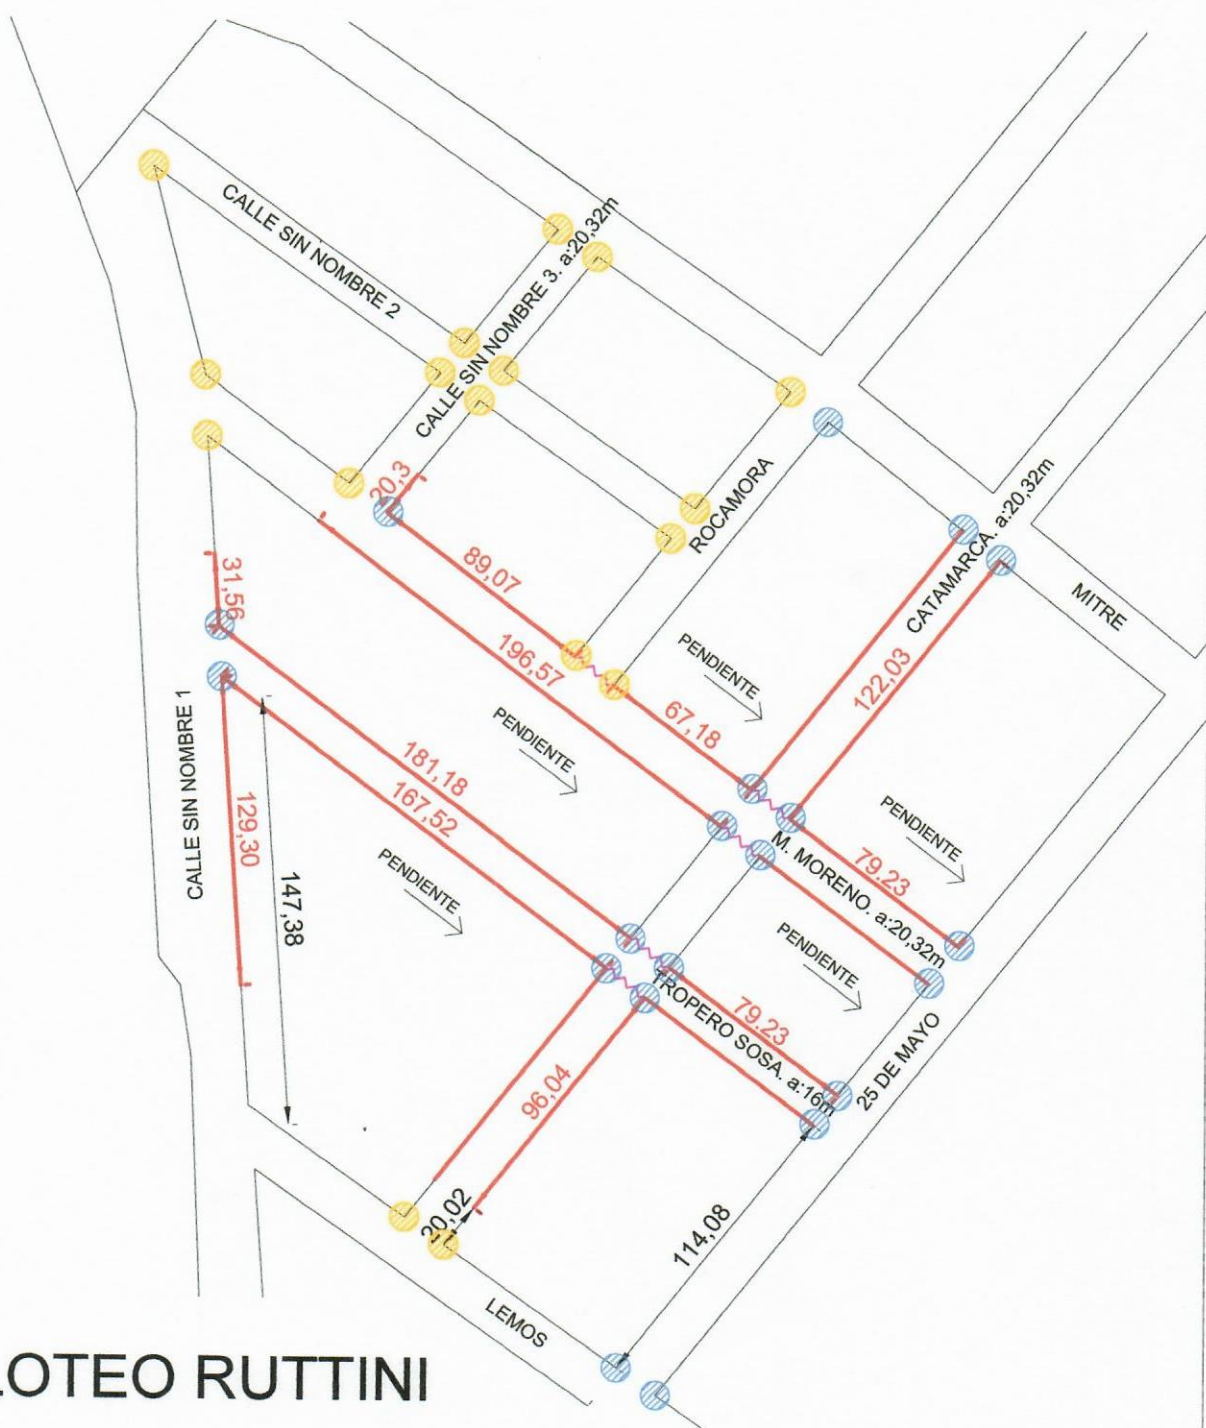 CALLE SIN NOMBRE 2
CALLE SIN NOMBRE 3. a:20,32m
ROCAMORA
CATAMARCA. a:20,32m
MITRE
20,3
89,07
196,57
67,18
122,03
31,56
181,18
167,52
129,30
147,38
CALLE SIN NOMBRE 1
PENDIENTE
PENDIENTE
PENDIENTE
PENDIENTE
PENDIENTE
79.23
M. MORENO. a:20,32m
79.23
TROPERO SOSA. a:16m
25 DE MAYO
96,04
20,02
114,08
LEMOS
LOTEO RUTTINI